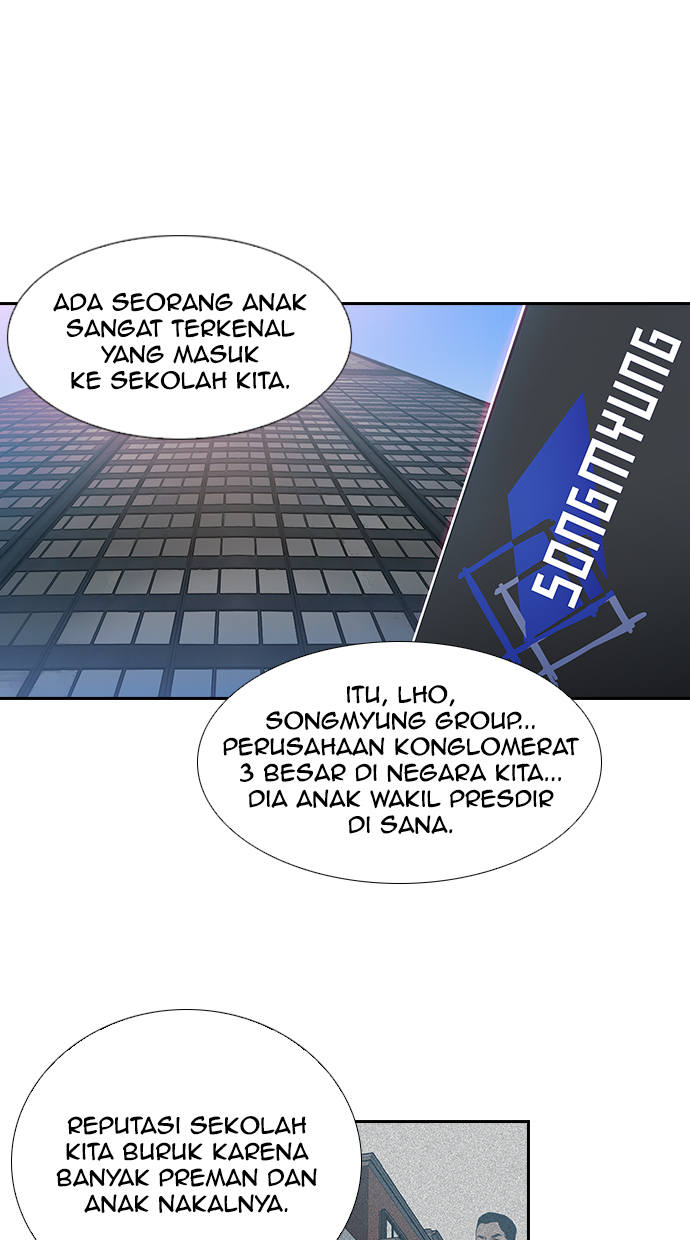 ADA SEORANG ANAK
SANGAT TERKENAL
YANG MASUK
KE SEKOLAH KITA.
SONGMYUNG
ITU, LHO,
SONGMYUNG GROUP...
PERUSAHAAN KONGLOMERAT
3 BESAR DI NEGARA KITA...
DIA ANAK WAKIL PRESDIR
DI SANA.
REPUTASI SEKOLAH
KITA BURUK KARENA
BANYAK PREMAN DAN
ANAK NAKALNYA.